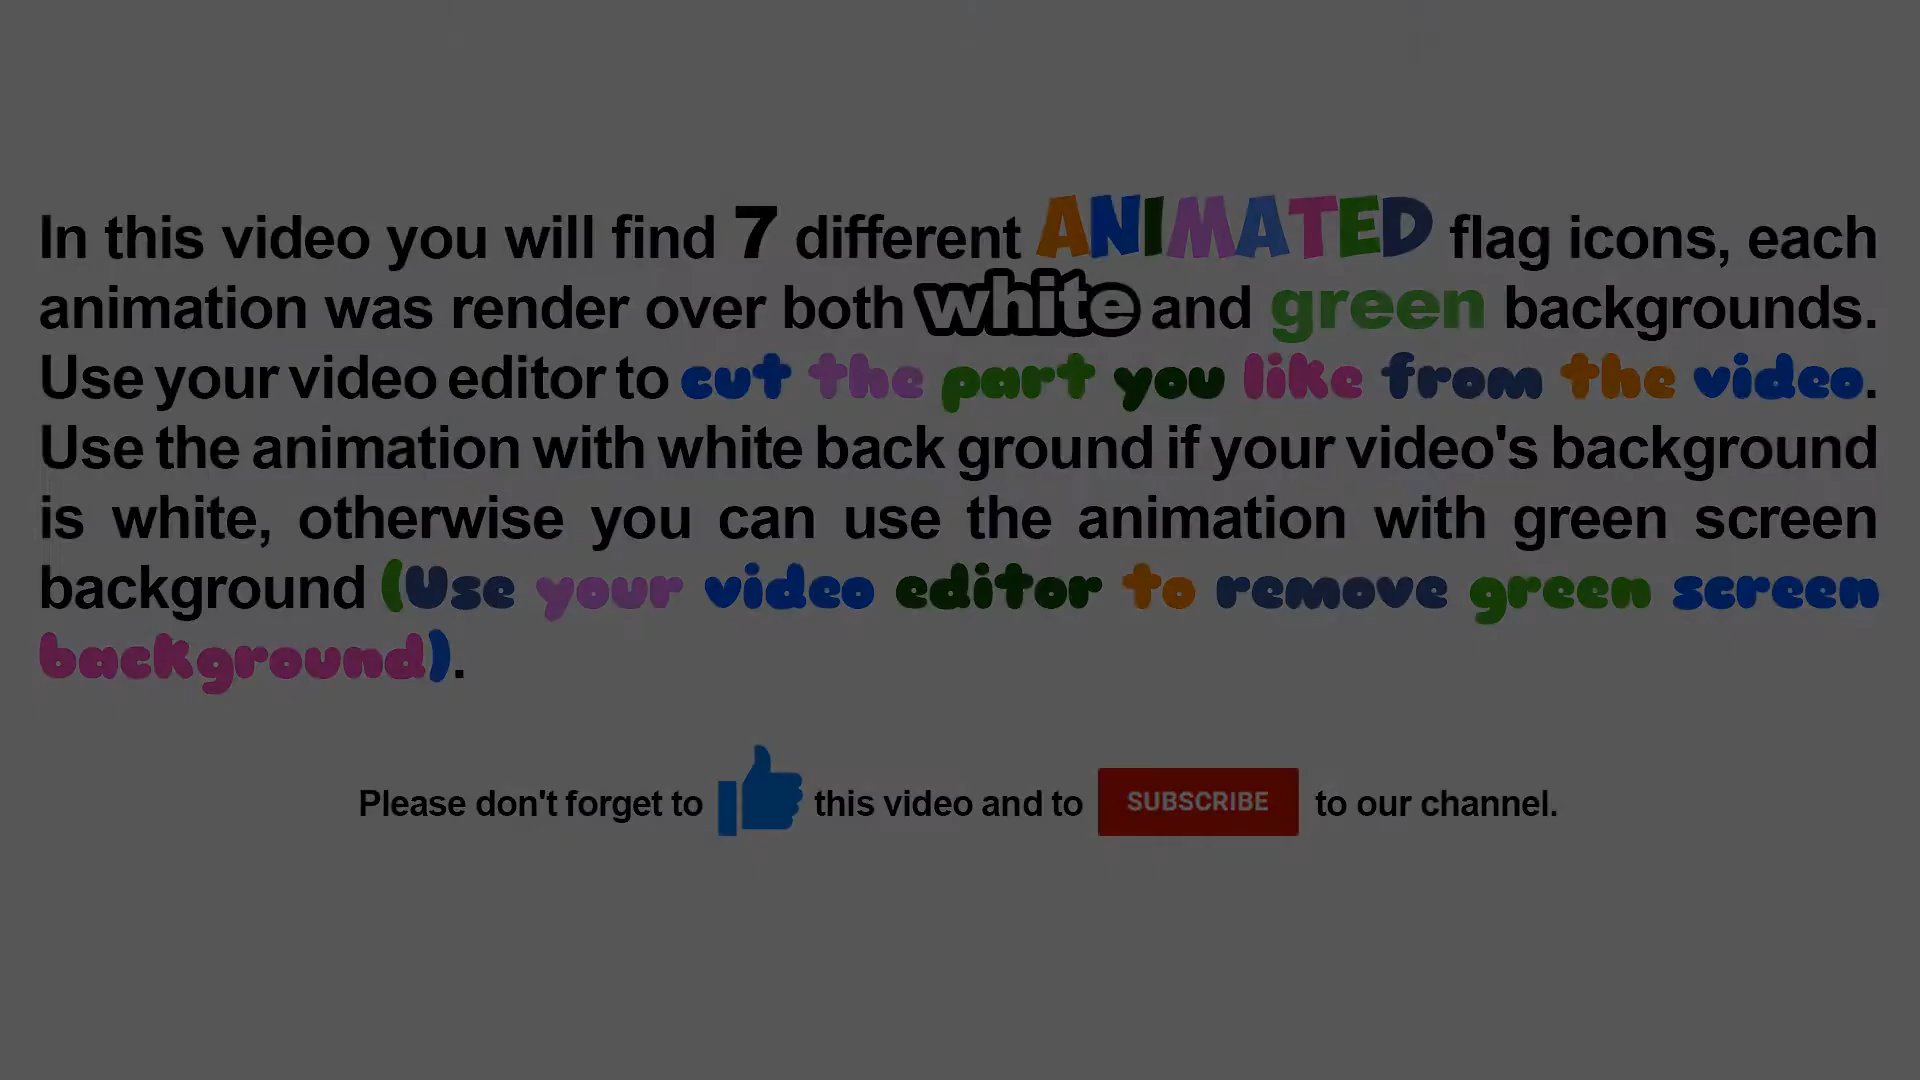 In this video you will find 7 different ANIMATED flag icons, each
animation was render over both white and green backgrounds.
Use your video editor to cut the part you like from the video.
Use the animation with white back ground if your video's background
is white, otherwise you can use the animation with green screen
background (Use your video editor to remove green screen
background).
Please don't forget to this video and to SUBSCRIBE to our channel.